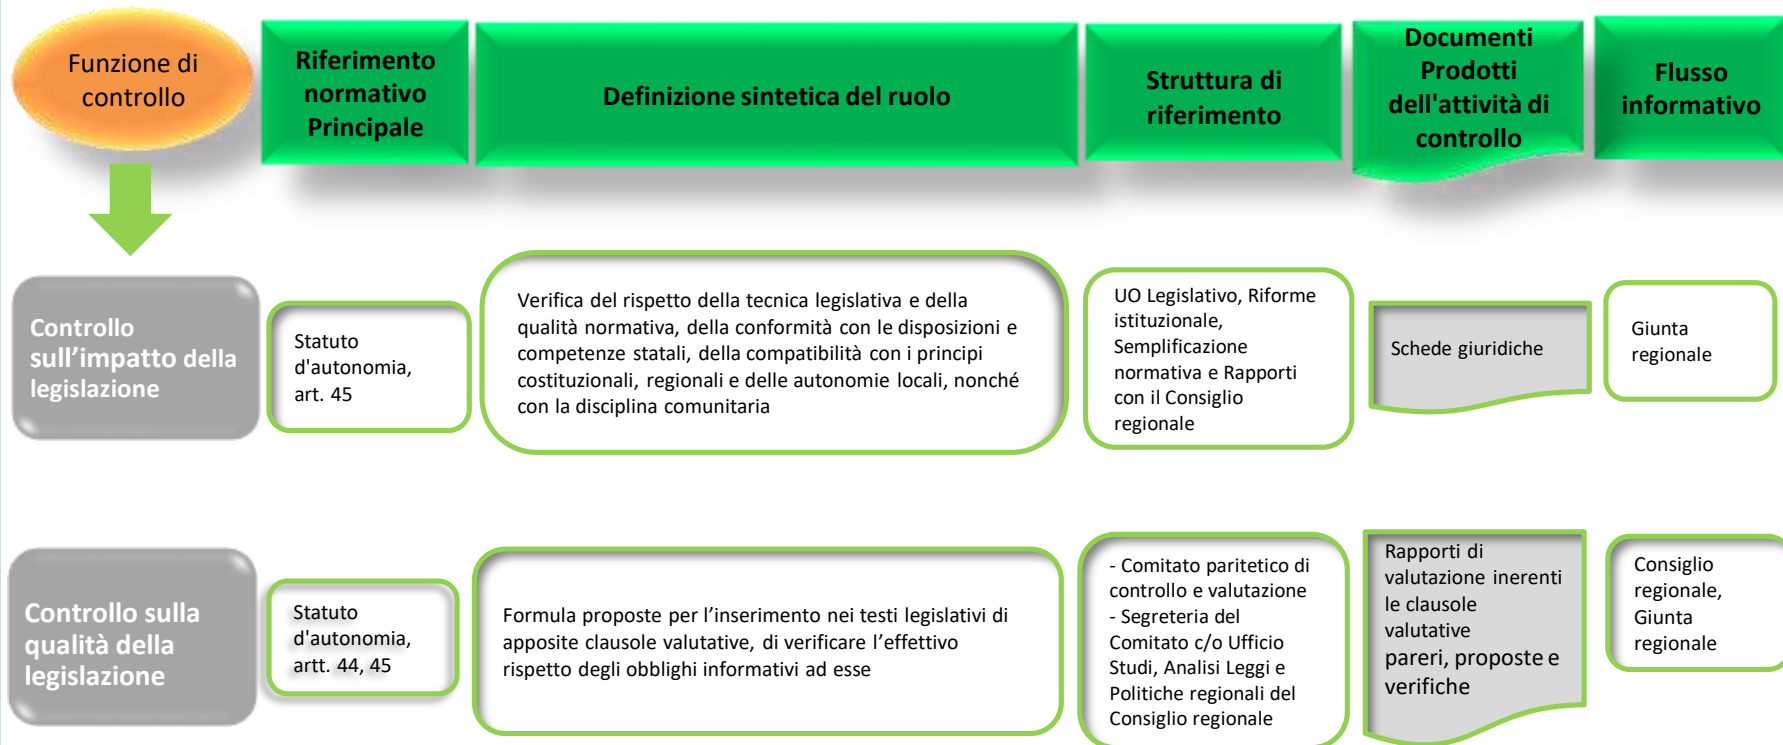 Funzione di
controllo
Riferimento
normativo
Principale
Definizione sintetica del ruolo
Struttura di
riferimento
Documenti
Prodotti
dell'attività di
controllo
Flusso
informativo
Controllo
sull’impatto della
legislazione
Statuto
d'autonomia,
art. 45
Verifica del rispetto della tecnica legislativa e della
qualità normativa, della conformità con le disposizioni e
competenze statali, della compatibilità con i principi
costituzionali, regionali e delle autonomie locali, nonché
con la disciplina comunitaria
UO Legislativo, Riforme
istituzionale,
Semplificazione
normativa e Rapporti
con il Consiglio
regionale
Schede giuridiche
Giunta
regionale
Controllo sulla
qualità della
legislazione
Statuto
d'autonomia,
artt. 44, 45
Formula proposte per l’inserimento nei testi legislativi di
apposite clausole valutative, di verificare l’effettivo
rispetto degli obblighi informativi ad esse
- Comitato paritetico di
controllo e valutazione
- Segreteria del
Comitato c/o Ufficio
Studi, Analisi Leggi e
Politiche regionali del
Consiglio regionale
Rapporti di
valutazione inerenti
le clausole
valutative
pareri, proposte e
verifiche
Consiglio
regionale,
Giunta
regionale